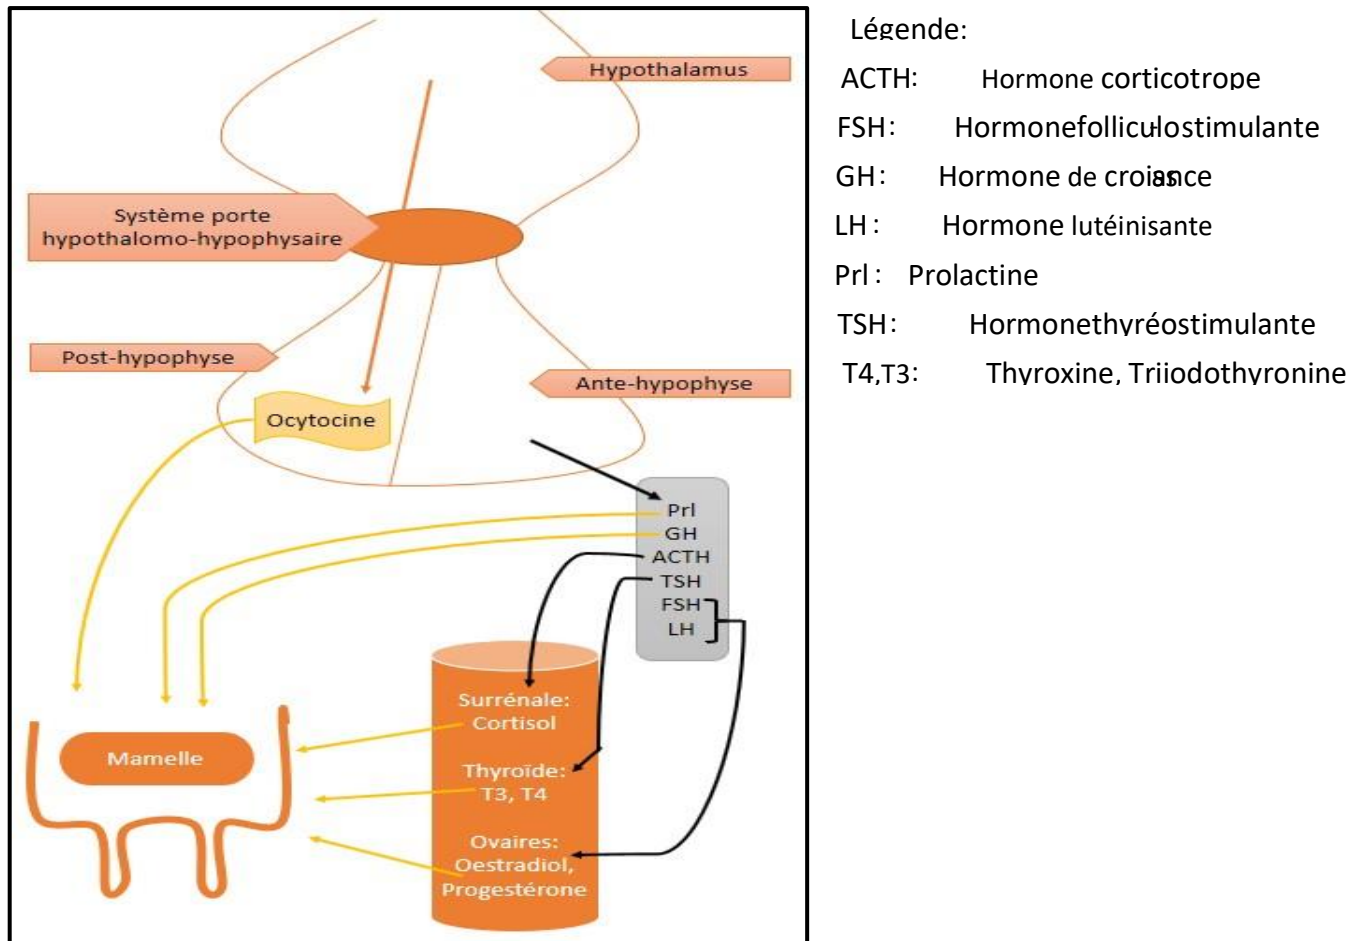 Hypothalamus
Système porte
hypothalomo-hypophysaire
Post-hypophyse
Ante-hypophyse
Ocytocine
Prl
GH
ACTH
TSH
FSH
LH
Surrénale:
Cortisol
Mamelle
Thyroïde:
T3, T4
Ovaires:
Oestradiol,
Progestérone
Légende:
ACTH: Hormone corticotrope
FSH: Hormonefolliculostimulante
GH: Hormone de croissance
LH: Hormone lutéinisante
Prl: Prolactine
TSH: Hormonethyréostimulante
T4,T3: Thyroxine, Triiodothyronine